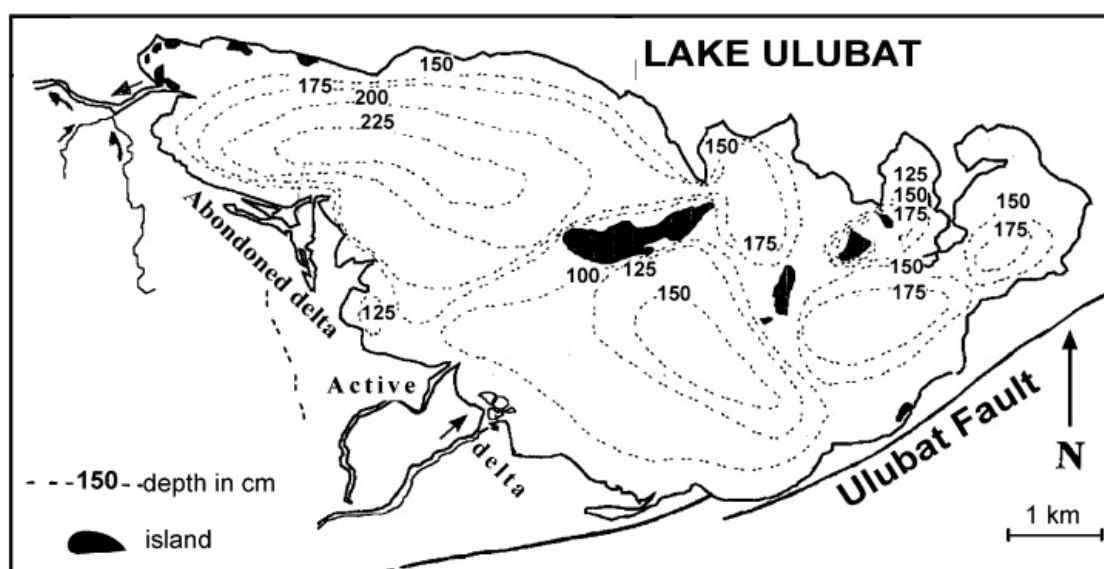 LAKE ULUBAT
150
175
200
225
150
125
150
175
150
175
175
150
175
100
125
150
125
Abondoned delta
Active
delta
Ulubat Fault
N
- - - -150- -depth in cm
island
1 km